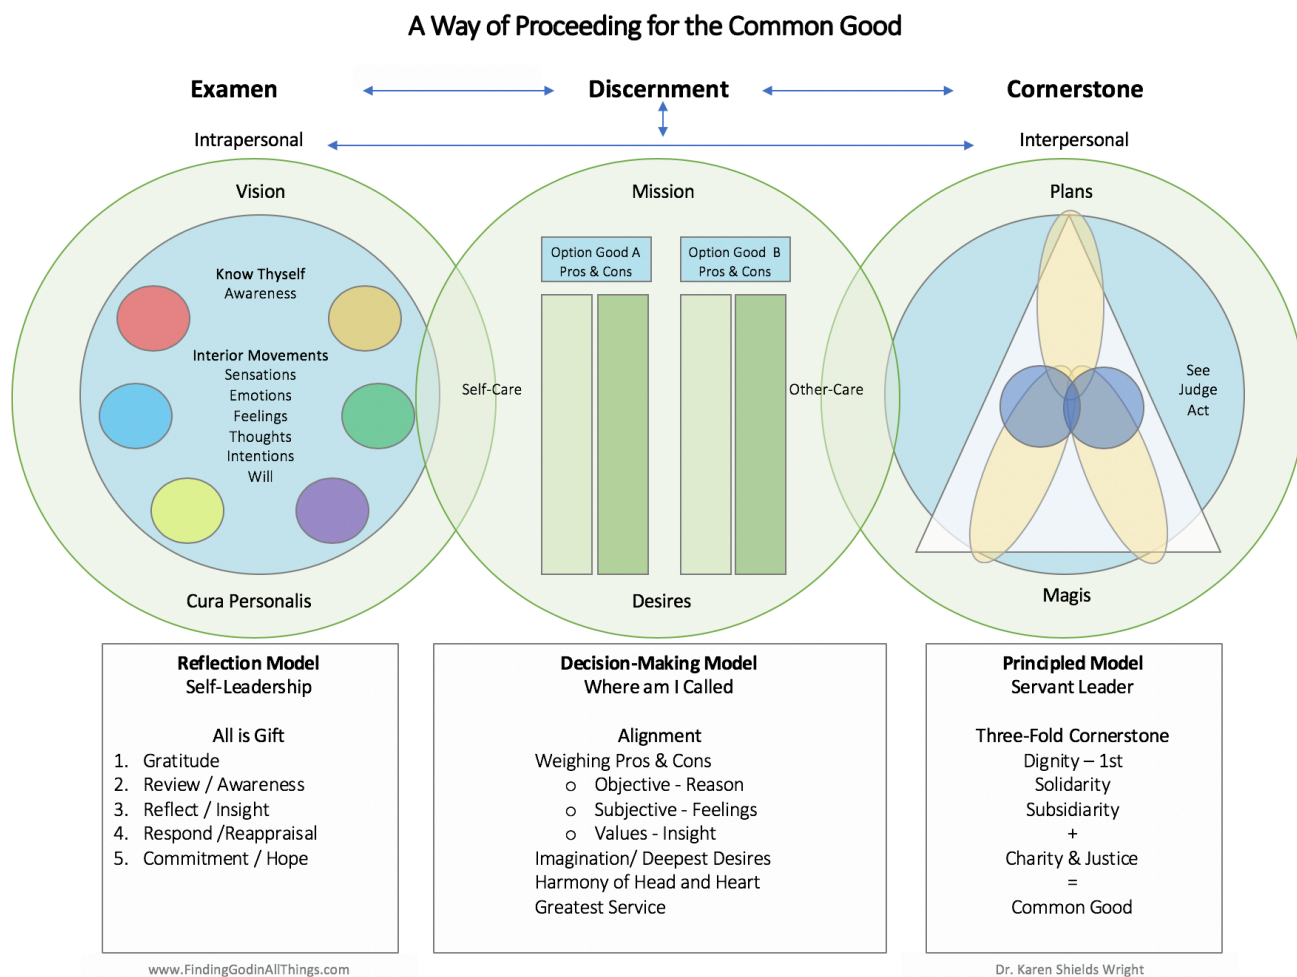 A Way of Proceeding for the Common Good
Examen
Discernment
Cornerstone
Intrapersonal
Interpersonal
Vision
Mission
Plans
Know Thyself
Awareness
Interior Movements
Sensations
Emotions
Feelings
Thoughts
Intentions
Will
Cura Personalis
Self-Care
Option Good A
Pros & Cons
Option Good  B
Pros & Cons
Desires
Other-Care
See
Judge
Act
Magis
Reflection Model
Self-Leadership
All is Gift
1. Gratitude
2. Review / Awareness
3. Reflect / Insight
4. Respond /Reappraisal
5. Commitment / Hope
Decision-Making Model
Where am I Called
Alignment
Weighing Pros & Cons
o Objective - Reason
o Subjective - Feelings
o Values - Insight
Imagination/ Deepest Desires
Harmony of Head and Heart
Greatest Service
Principled Model
Servant Leader
Three-Fold Cornerstone
Dignity – 1st
Solidarity
Subsidiarity
+
Charity & Justice
=
Common Good
www.FindingGodinAllThings.com
Dr. Karen Shields Wright